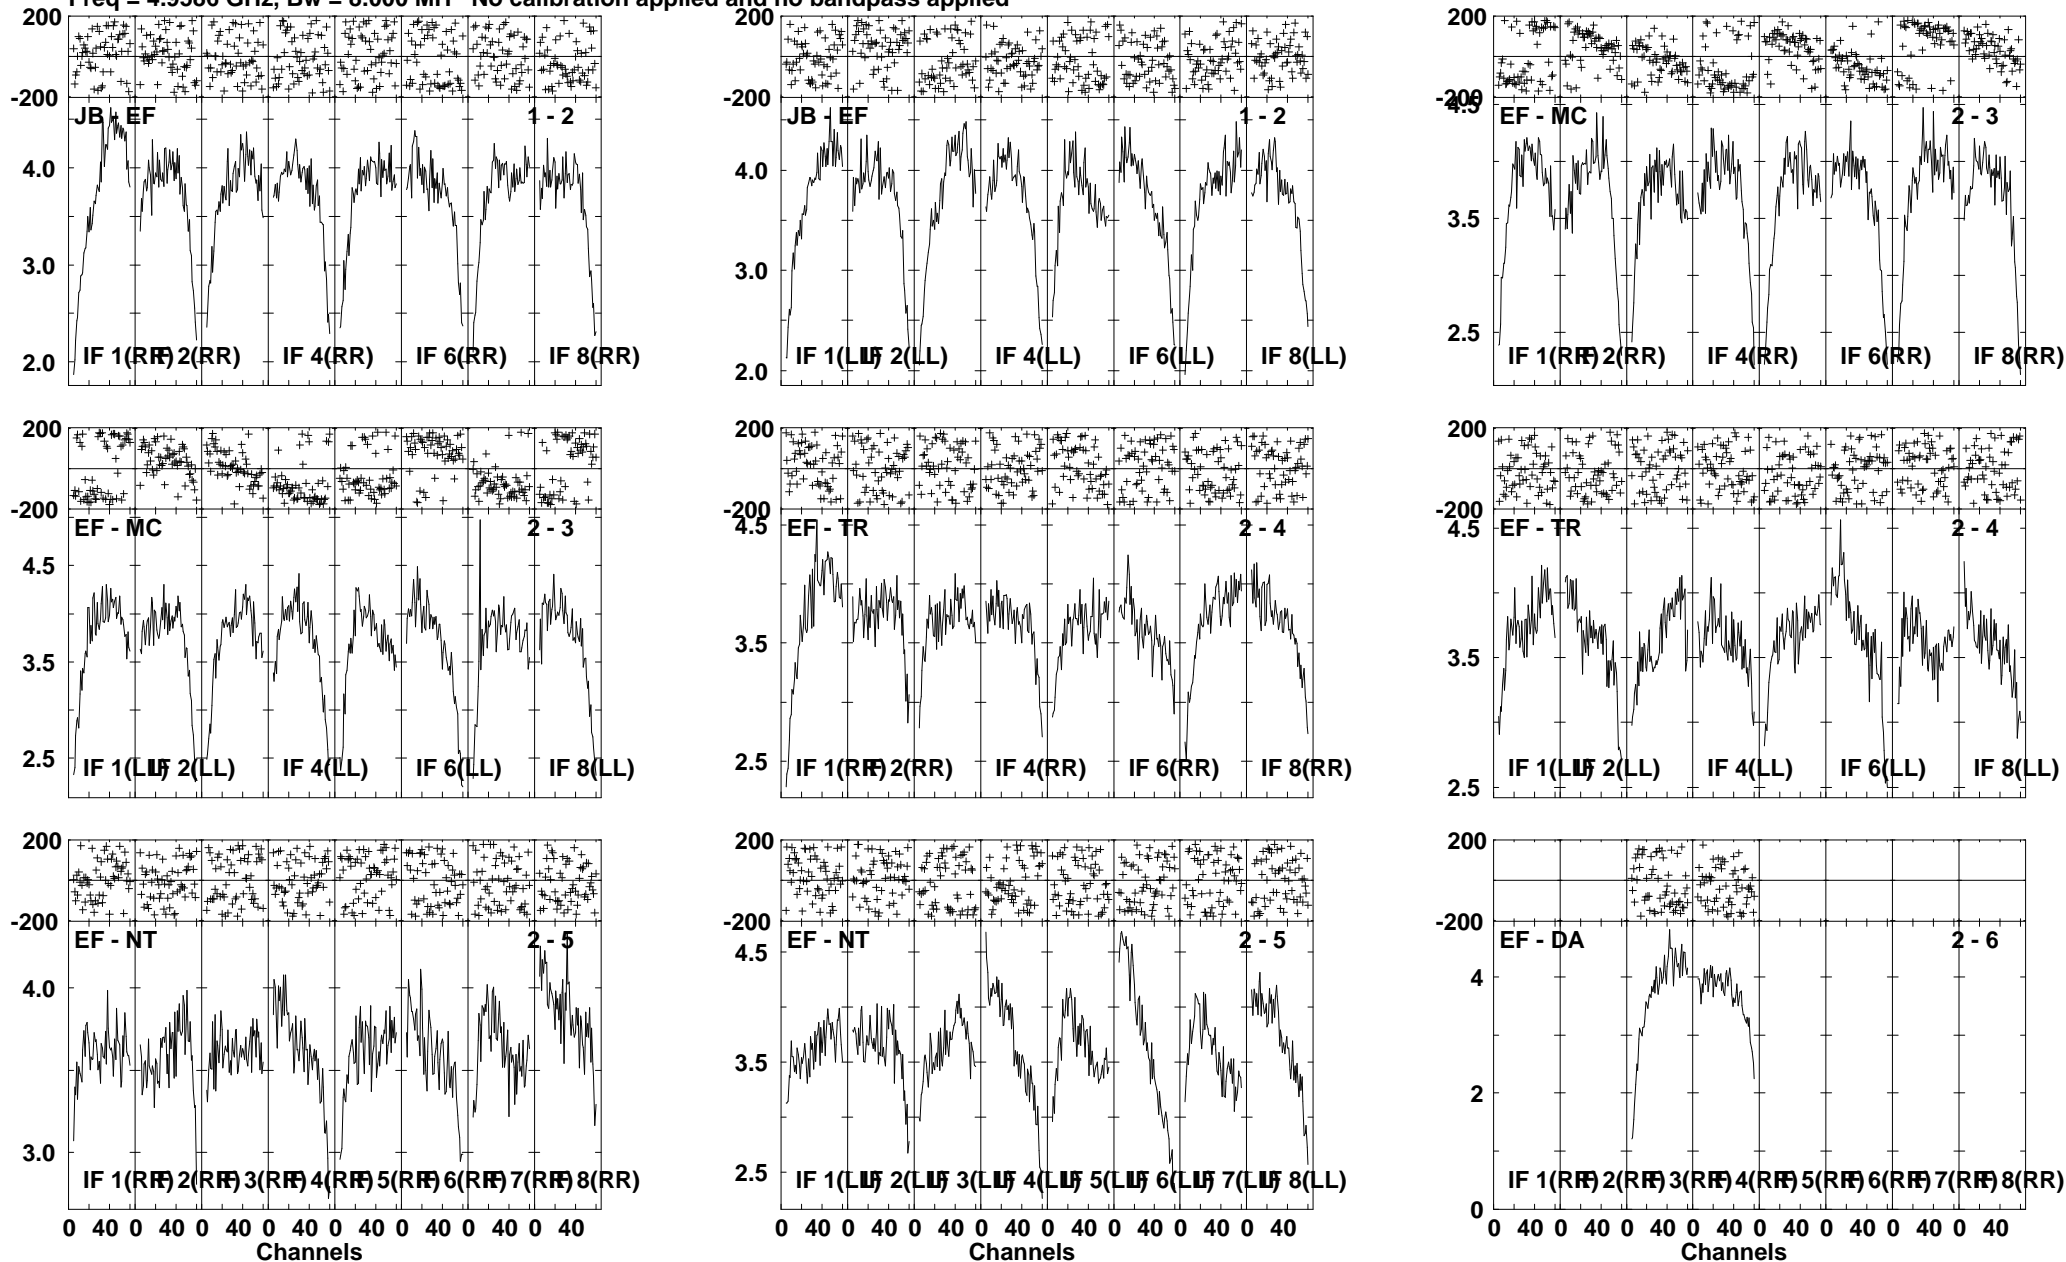 Freq = GHz, Bw = 8.000 No calibration applied and no bandpass applied
200 200 200
-200 -200 -200
JB - EF 1 - 2 JB - EF 1 - 2 EF - MC 2 - 3
4.0 4.0 4.5
3.0 3.0 3.5
2.0 2.0 2.5
IF 1(RR) IF 2(RR) IF 4(RR) IF 6(RR) IF 8(RR)
IF 1(LL) IF 2(LL) IF 4(LL) IF 6(LL) IF 8(LL)
IF 1(RR) IF 2(RR) IF 4(RR) IF 6(RR) IF 8(RR)
200 200 200
-200 -200 -200
EF - MC 2 - 3 EF - TR 2 - 4 EF - TR 2 - 4
4.5 4.5 4.5
3.5 3.5 3.5
2.5 2.5 2.5
IF 1(LL) IF 2(LL) IF 4(LL) IF 6(LL) IF 8(LL)
IF 1(RR) IF 2(RR) IF 4(RR) IF 6(RR) IF 8(RR)
IF 1(LL) IF 2(LL) IF 4(LL) IF 6(LL) IF 8(LL)
200 200 200
-200 -200 -200
EF - NT 2 - 5 EF - NT 2 - 5 EF - DA 2 - 6
4.0 4.5 4
3.5 2
3.0 2.5 0
IF 1(RR) IF 2(RR) IF 3(RR) IF 4(RR) IF 5(RR) IF 6(RR) IF 7(RR) IF 8(RR)
IF 1(LL) IF 2(LL) IF 3(LL) IF 4(LL) IF 5(LL) IF 6(LL) IF 7(LL) IF 8(LL)
IF 1(RR) IF 2(RR) IF 3(RR) IF 4(RR) IF 5(RR) IF 6(RR) IF 7(RR) IF 8(RR)
0 40 0 40 0 40 0 40 0 40 0 40 0 40 0 40
0 40 0 40 0 40 0 40 0 40 0 40 0 40 0 40
0 40 0 40 0 40 0 40 0 40 0 40 0 40 0 40
Channels Channels Channels